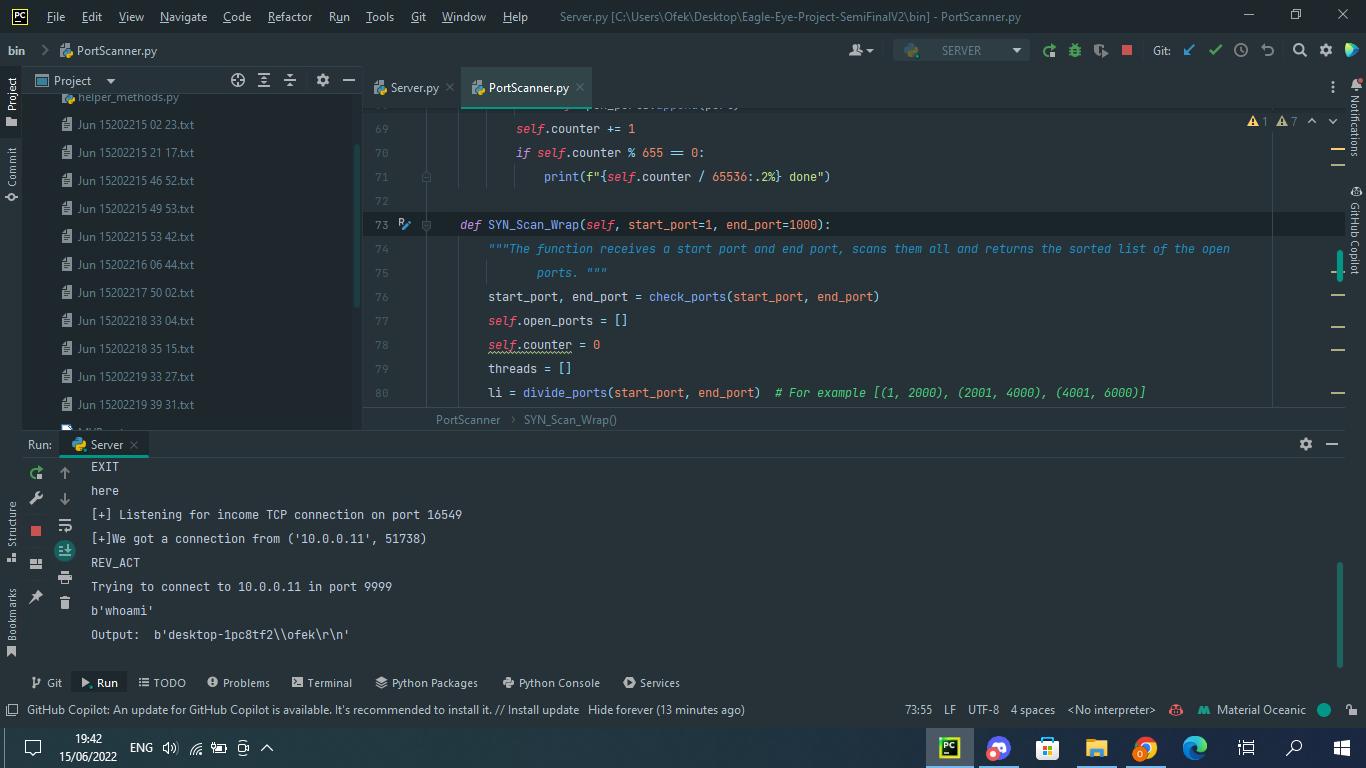 PC File Edit View Navigate Code Refactor Run Tools Git Window Help Server.py [C:\Users\Ofek\Desktop\Eagle-Eye-Project-SemiFinalV2\bin] - PortScanner.py
bin PortScanner.py SERVER Git:
Project
Project
Commit
helper_methods.py
Jun 15202215 02 23.txt
Jun 15202215 21 17.txt
Jun 15202215 46 52.txt
Jun 15202215 49 53.txt
Jun 15202215 53 42.txt
Jun 15202216 06 44.txt
Jun 15202217 50 02.txt
Jun 15202218 33 04.txt
Jun 15202218 35 15.txt
Jun 15202219 33 27.txt
Jun 15202219 39 31.txt
Server.py PortScanner.py
1 7
69 self.counter += 1
70 if self.counter % 655 == 0:
71 print(f"{self.counter / 65536:.2%} done")
72
73 def SYN_Scan_Wrap(self, start_port=1, end_port=1000):
74 """The function receives a start port and end port, scans them all and returns the sorted list of the open
75 ports. """
76 start_port, end_port = check_ports(start_port, end_port)
77 self.open_ports = []
78 self.counter = 0
79 threads = []
80 li = divide_ports(start_port, end_port) # For example [(1, 2000), (2001, 4000), (4001, 6000)]
PortScanner SYN_Scan_Wrap()
Notifications
GitHub Copilot
Run: Server
Structure
Bookmarks
EXIT
here
[+] Listening for income TCP connection on port 16549
[+]We got a connection from ('10.0.0.11', 51738)
REV_ACT
Trying to connect to 10.0.0.11 in port 9999
b'whoami'
Output:  b'desktop-1pc8tf2\\ofek\r\n'
Git Run TODO Problems Terminal Python Packages Python Console Services
GitHub Copilot: An update for GitHub Copilot is available. It's recommended to install it. // Install update Hide forever (13 minutes ago) 73:55 LF UTF-8 4 spaces <No interpreter> Material Oceanic
19:42
15/06/2022
ENG
PC